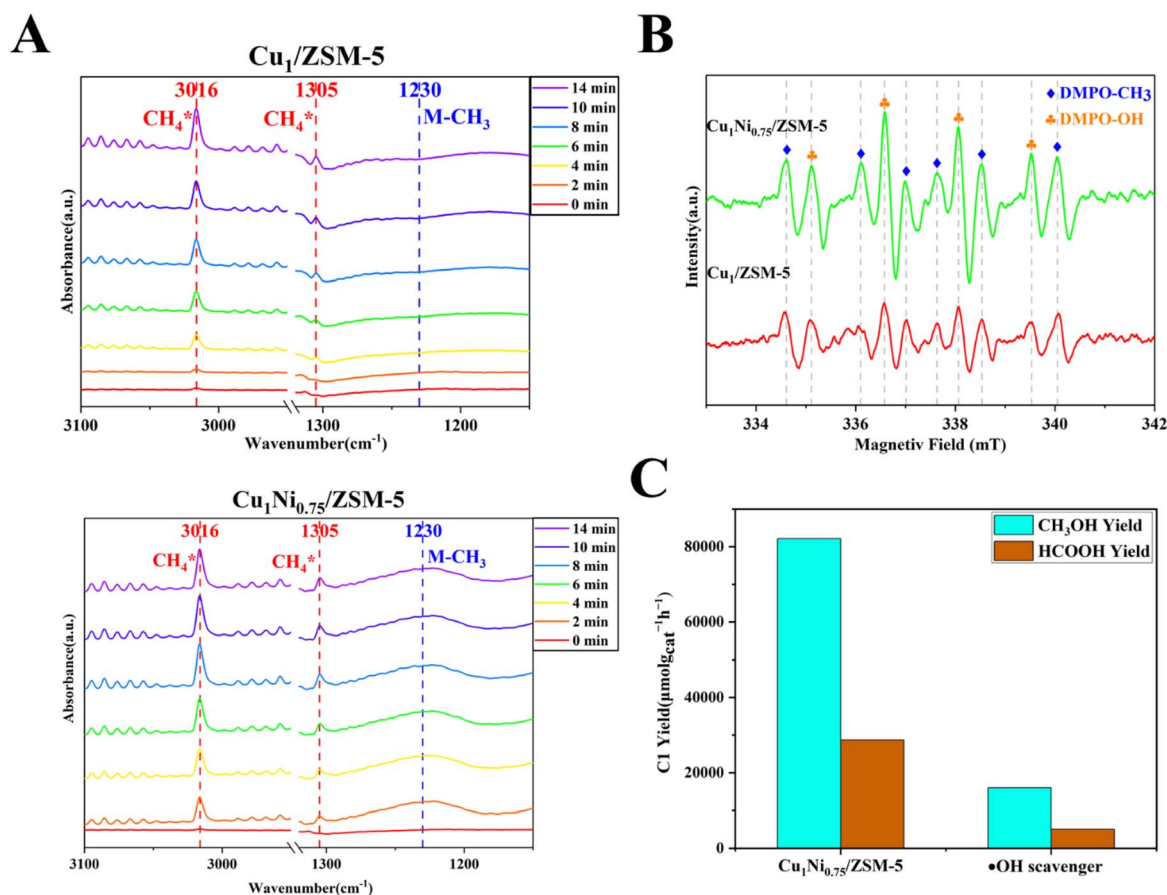 A
Cu₁/ZSM-5
3016
1305
1230
CH₄*
CH₄*
M-CH₃
14 min
10 min
8 min
6 min
4 min
2 min
0 min
Absorbance(a.u.)
3100
3000
1300
1200
Wavenumber(cm⁻¹)
Cu₁Ni₀.₇₅/ZSM-5
3016
1305
1230
CH₄*
CH₄*
M-CH₃
14 min
10 min
8 min
6 min
4 min
2 min
0 min
Absorbance(a.u.)
3100
3000
1300
1200
Wavenumber(cm⁻¹)
B
DMPO-CH₃
DMPO-OH
Cu₁Ni₀.₇₅/ZSM-5
Cu₁/ZSM-5
Intensity(a.u.)
334
336
338
340
342
Magnetiv Field (mT)
C
CH₃OH Yield
HCOOH Yield
C1 Yield(μmolgcat⁻¹h⁻¹)
80000
60000
40000
20000
0
Cu₁Ni₀.₇₅/ZSM-5
•OH scavenger